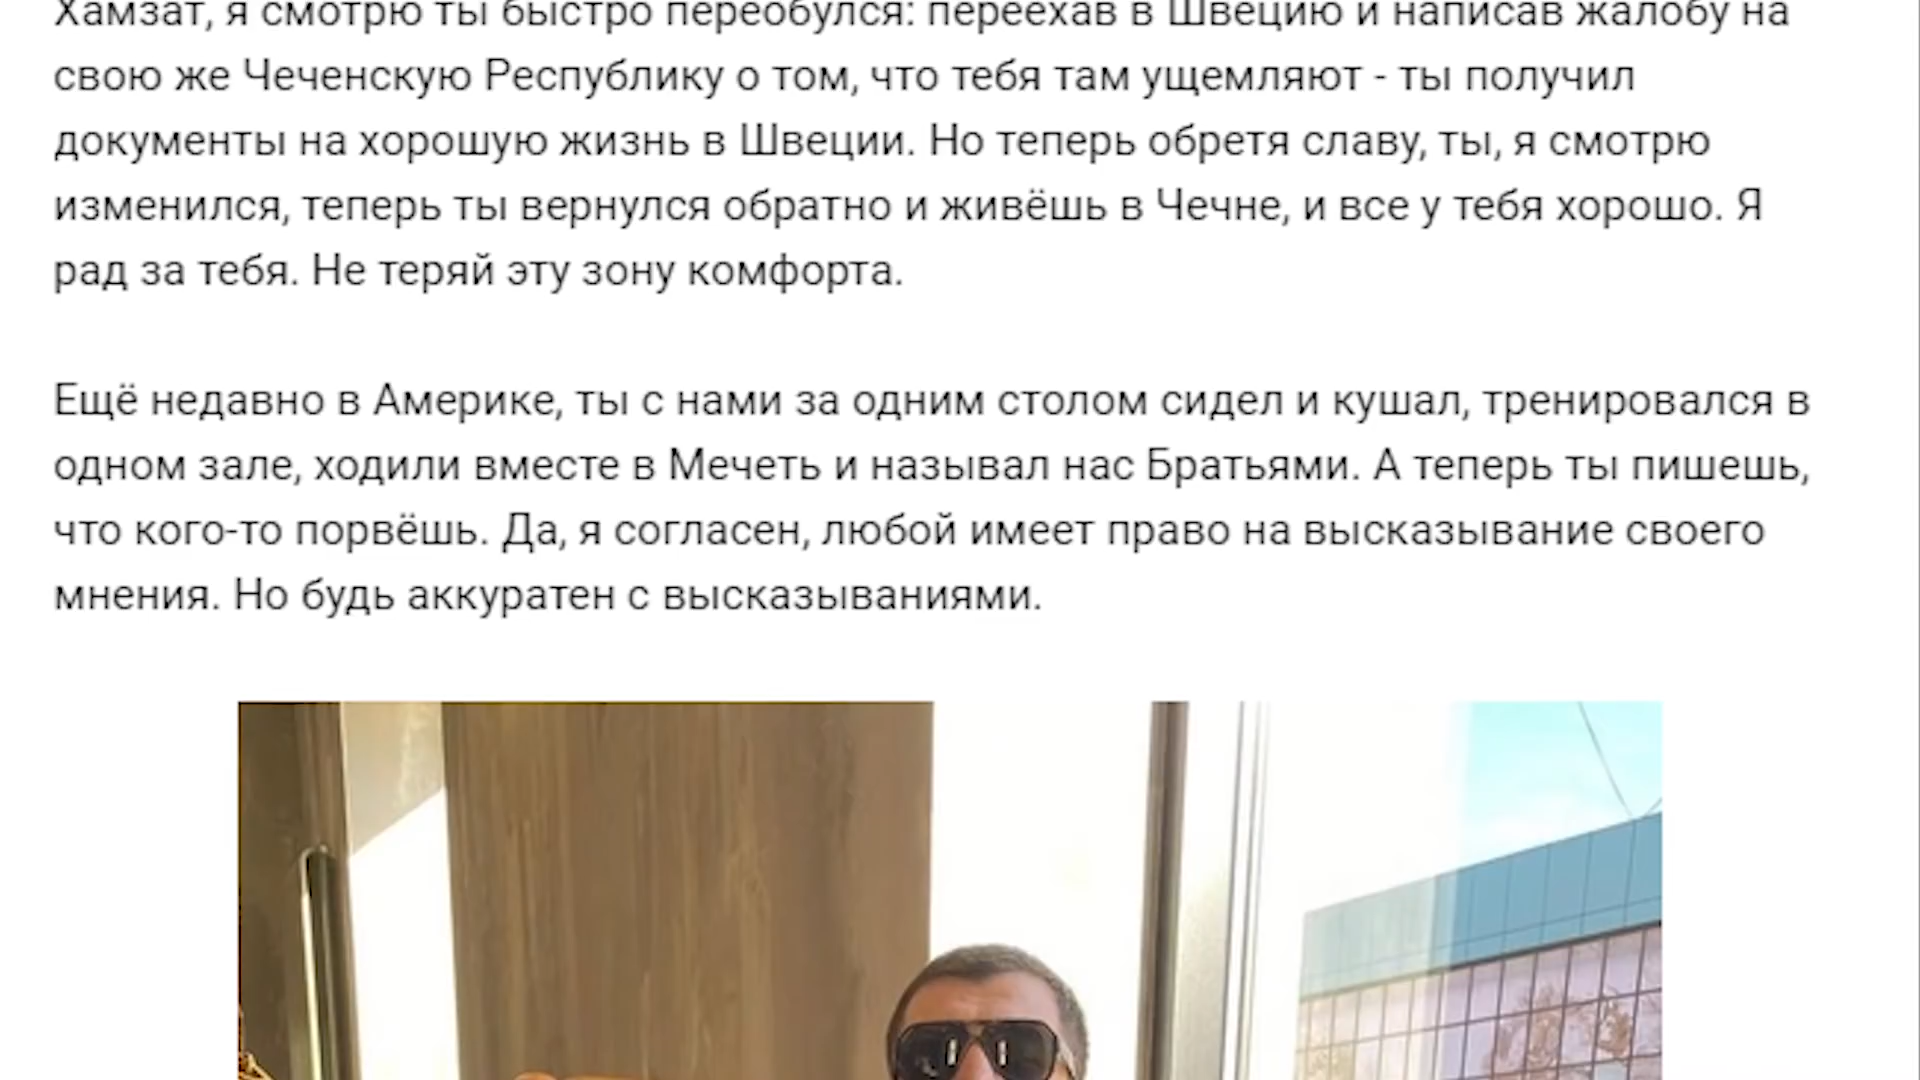 Хамзат, я смотрю ты быстро переобулся: переехав в Швецию и написав жалобу на
свою же Чеченскую Республику о том, что тебя там ущемляют - ты получил
документы на хорошую жизнь в Швеции. Но теперь обретя славу, ты, я смотрю
изменился, теперь ты вернулся обратно и живёшь в Чечне, и все у тебя хорошо. Я
рад за тебя. Не теряй эту зону комфорта.
Ещё недавно в Америке, ты с нами за одним столом сидел и кушал, тренировался в
одном зале, ходили вместе в Мечеть и называл нас Братьями. А теперь ты пишешь,
что кого-то порвёшь. Да, я согласен, любой имеет право на высказывание своего
мнения. Но будь аккуратен с высказываниями.